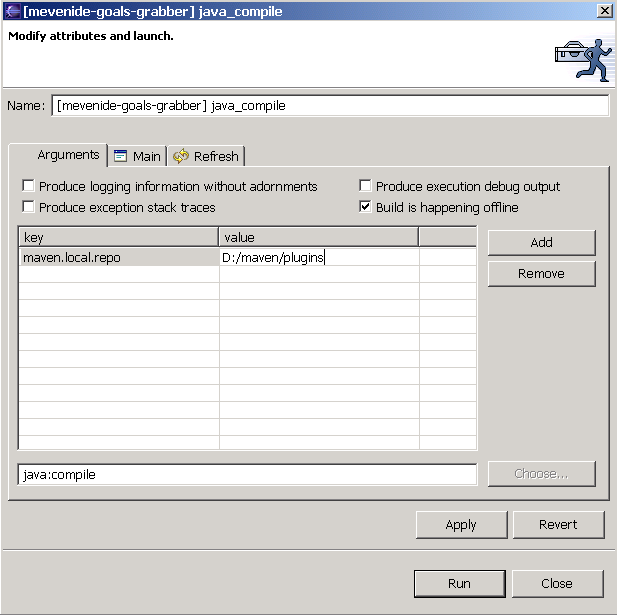 [mevenide-goals-grabber] java_compile
Modify attributes and launch.
Name: [mevenide-goals-grabber] java_compile
Arguments Main Refresh
Produce logging information without adornments Produce execution debug output
Produce exception stack traces Build is happening offline
key value
Add
maven.local.repo D:/maven/plugins
Remove
java:compile Choose...
Apply Revert
Run Close